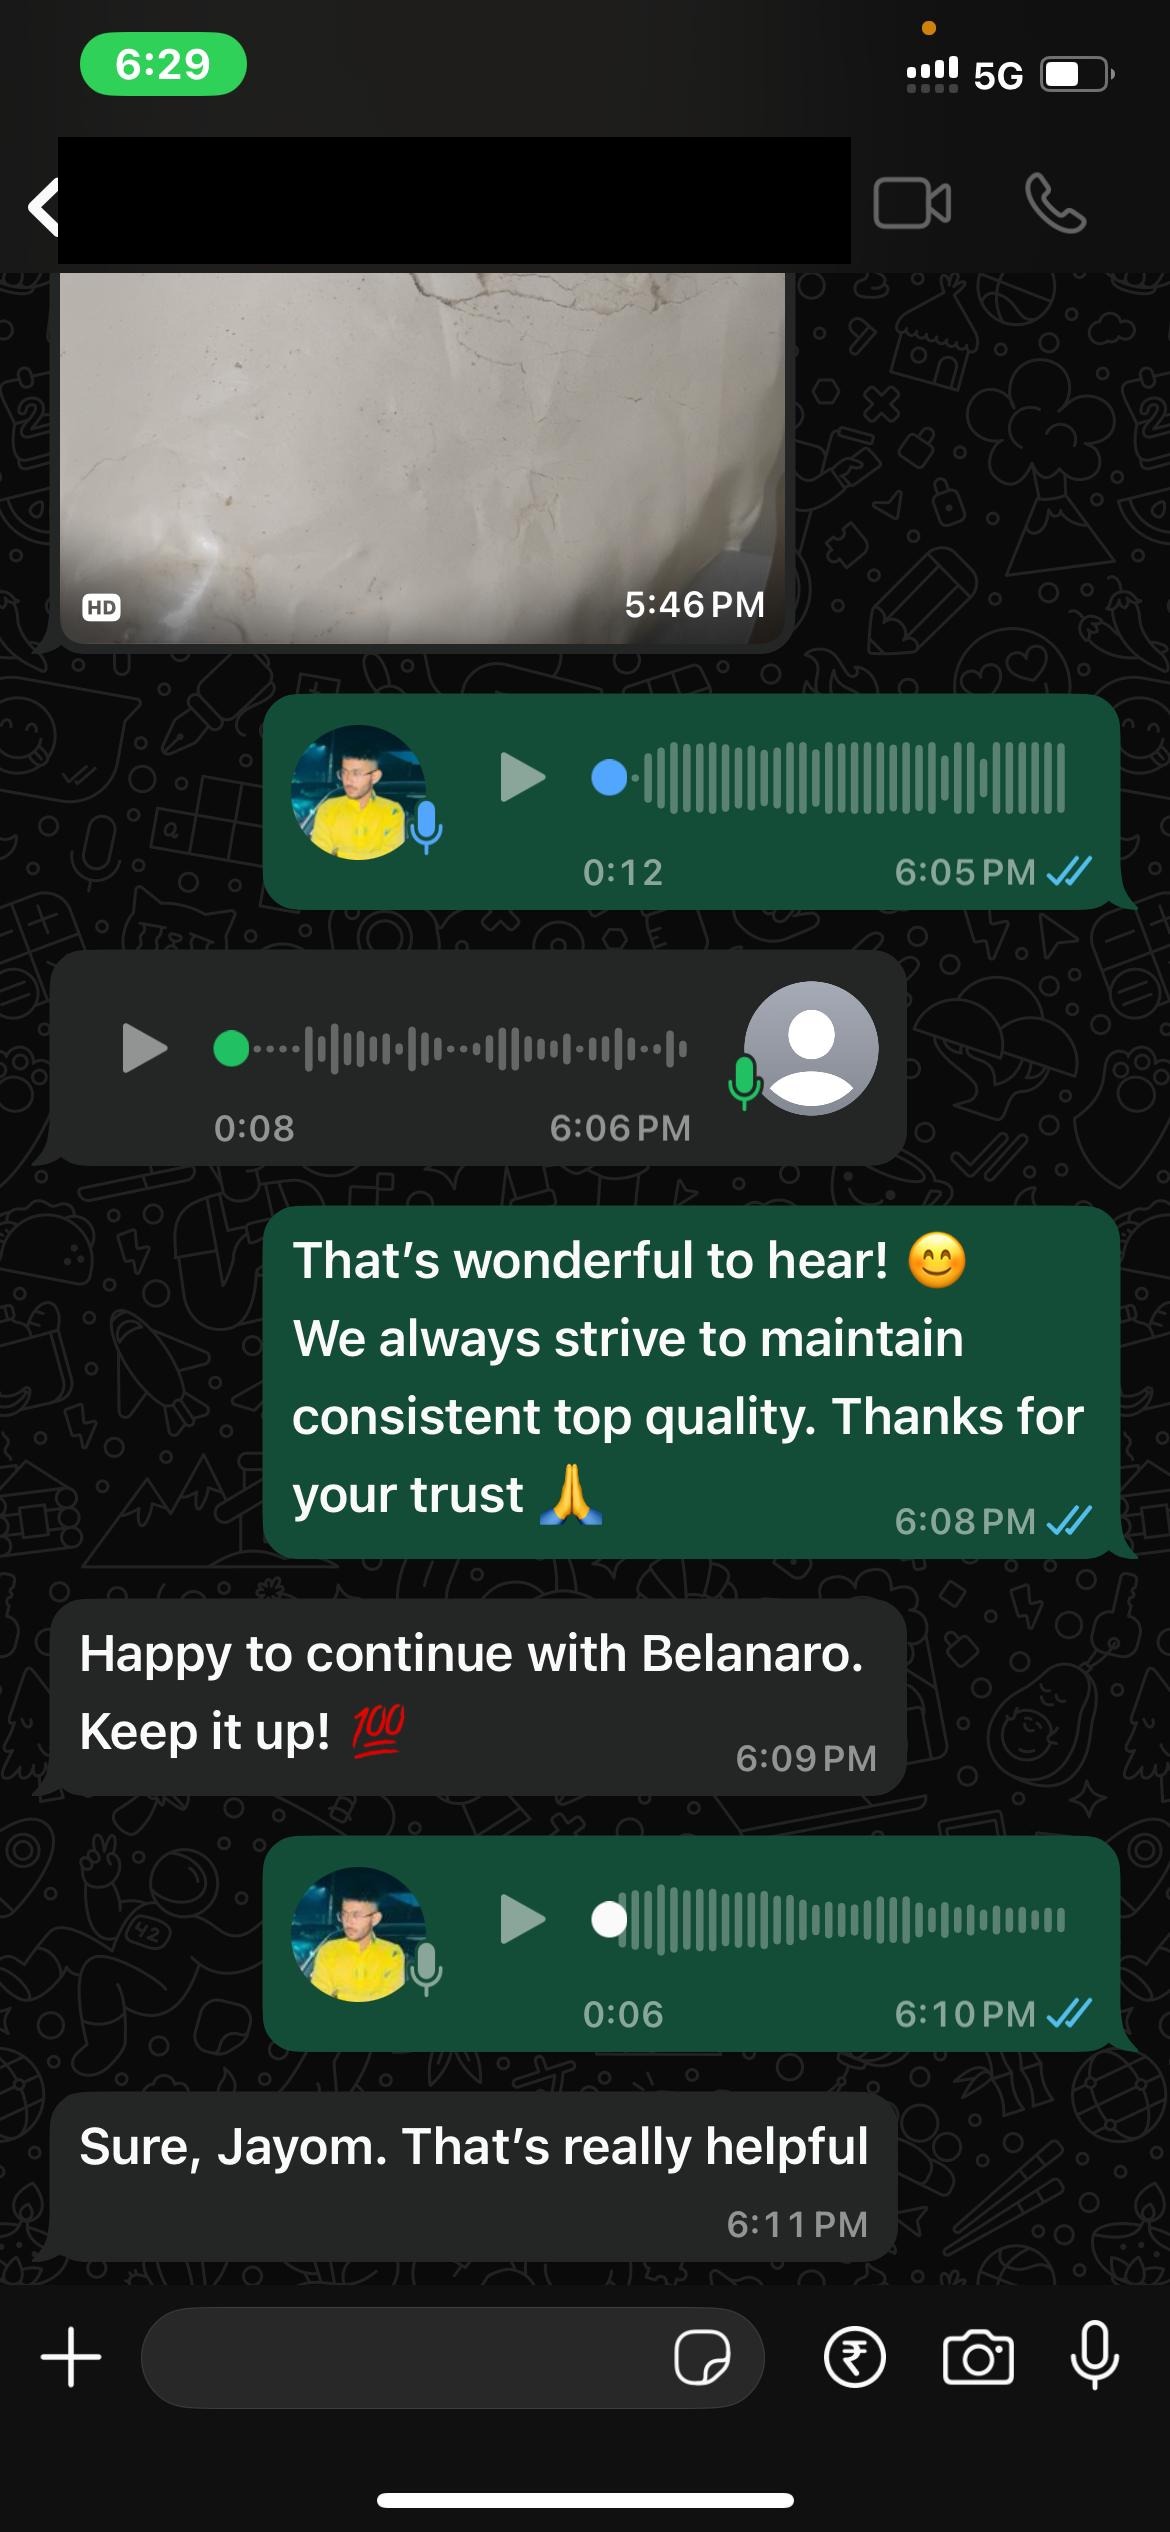 6:29
5G
HD
5:46 PM
0:12
6:05 PM
0:08
6:06 PM
That's wonderful to hear! 😊
We always strive to maintain
consistent top quality. Thanks for
your trust 🙏
6:08 PM
Happy to continue with Belanaro.
Keep it up! 💯
6:09 PM
0:06
6:10 PM
Sure, Jayom. That's really helpful
6:11 PM
₹